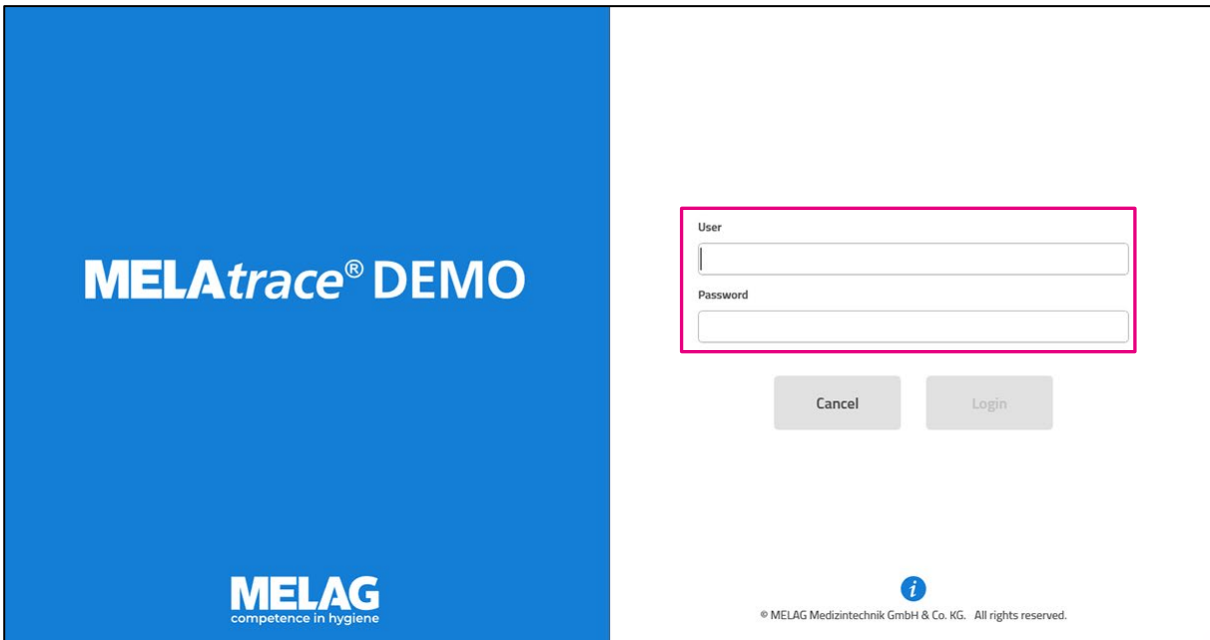 MELAtrace® DEMO
MELAG
competence in hygiene
User
Password
Cancel
Login
i
© MELAG Medizintechnik GmbH & Co. KG. All rights reserved.